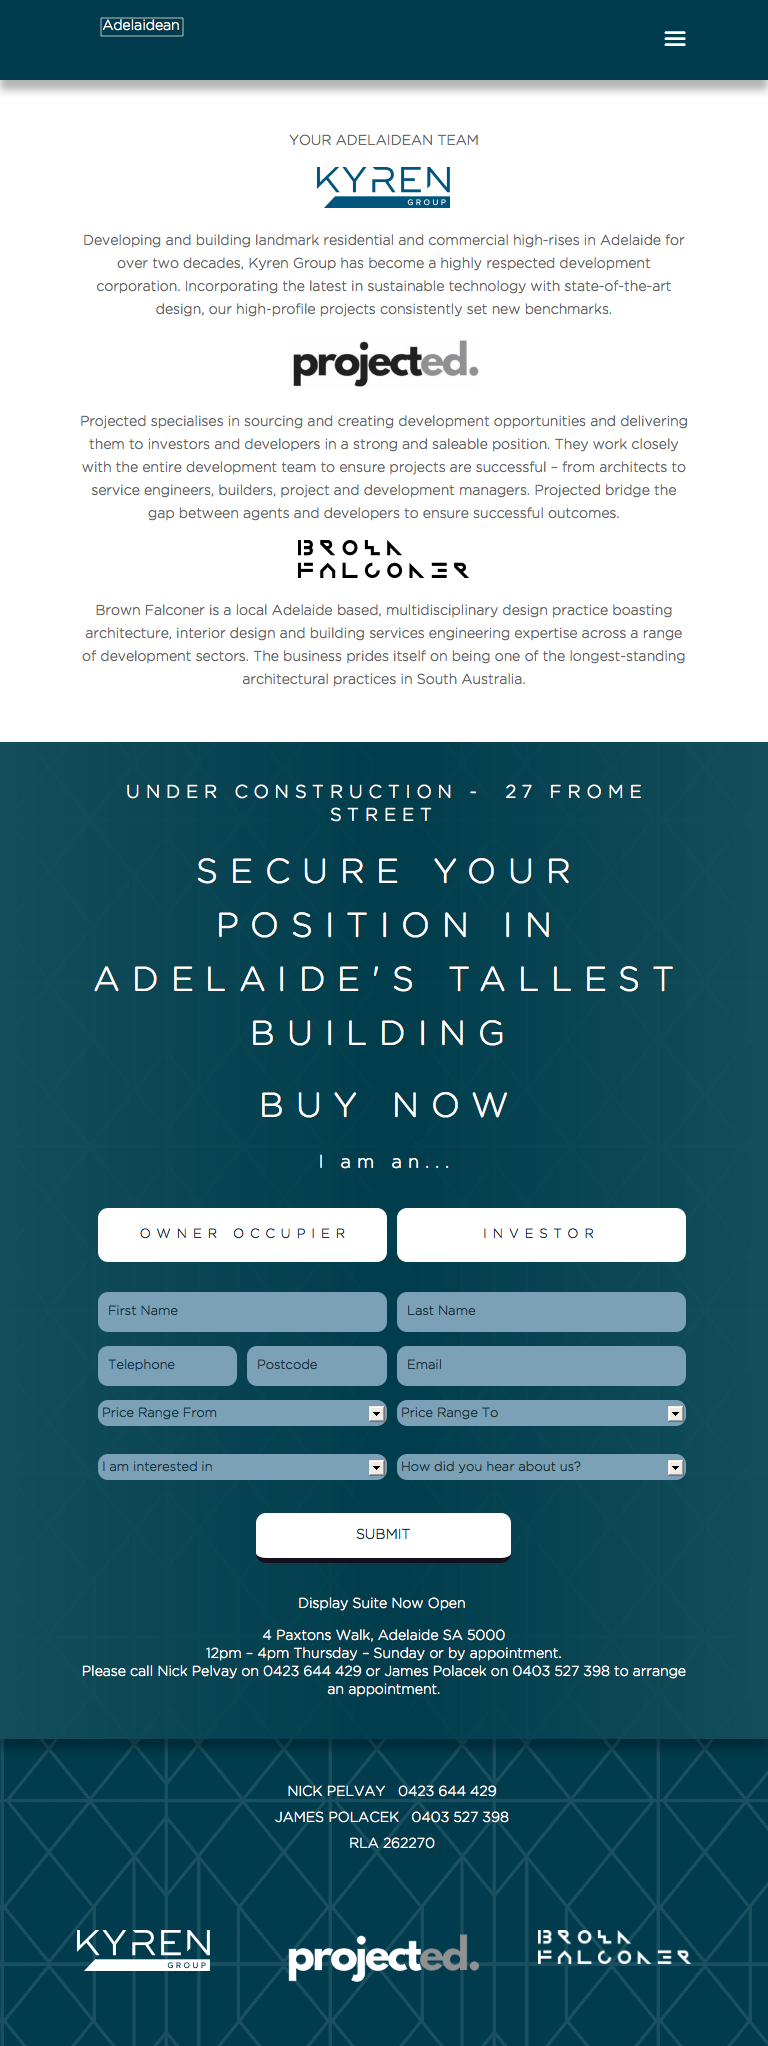 Adelaidean
YOUR ADELAIDEAN TEAM
KYREN
GROUP
Developing and building landmark residential and commercial high-rises in Adelaide for
over two decades, Kyren Group has become a highly respected development
corporation. Incorporating the latest in sustainable technology with state-of-the-art
design, our high-profile projects consistently set new benchmarks.
projected.
Projected specialises in sourcing and creating development opportunities and delivering
them to investors and developers in a strong and saleable position. They work closely
with the entire development team to ensure projects are successful – from architects to
service engineers, builders, project and development managers. Projected bridge the
gap between agents and developers to ensure successful outcomes.
BROWN
FALCONER
Brown Falconer is a local Adelaide based, multidisciplinary design practice boasting
architecture, interior design and building services engineering expertise across a range
of development sectors. The business prides itself on being one of the longest-standing
architectural practices in South Australia.
UNDER CONSTRUCTION - 27 FROME
STREET
SECURE YOUR
POSITION IN
ADELAIDE'S TALLEST
BUILDING
BUY NOW
I am an...
OWNER OCCUPIER INVESTOR
First Name Last Name
Telephone Postcode Email
Price Range From Price Range To
I am interested in How did you hear about us?
SUBMIT
Display Suite Now Open
4 Paxtons Walk, Adelaide SA 5000
12pm – 4pm Thursday – Sunday or by appointment.
Please call Nick Pelvay on 0423 644 429 or James Polacek on 0403 527 398 to arrange
an appointment.
NICK PELVAY 0423 644 429
JAMES POLACEK 0403 527 398
RLA 262270
KYREN
GROUP
projected.
BROWN
FALCONER